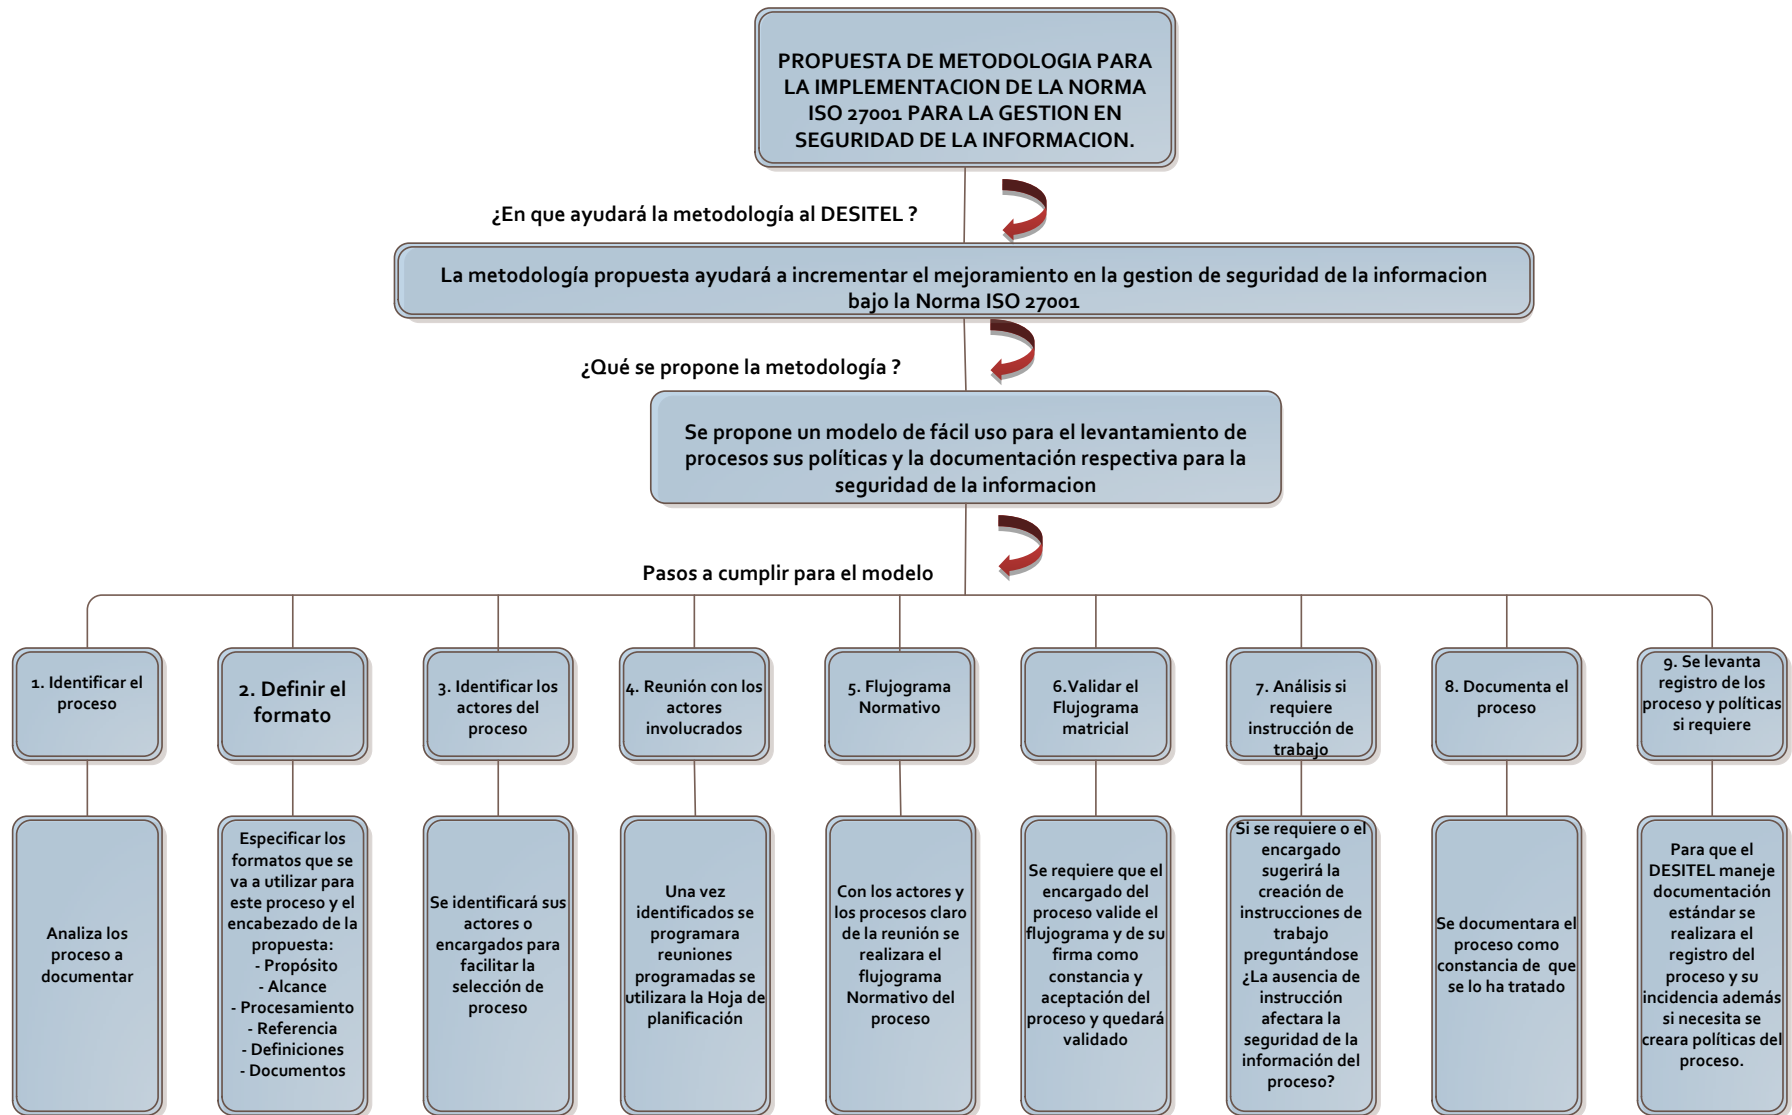 PROPUESTA DE METODOLOGIA PARA
LA IMPLEMENTACION DE LA NORMA
ISO 27001 PARA LA GESTION EN
SEGURIDAD DE LA INFORMACION.
¿En que ayudará la metodología al DESITEL ?
La metodología propuesta ayudará a incrementar el mejoramiento en la gestion de seguridad de la informacion
bajo la Norma ISO 27001
¿Qué se propone la metodología ?
Se propone un modelo de fácil uso para el levantamiento de
procesos sus políticas y la documentación respectiva para la
seguridad de la informacion
Pasos a cumplir para el modelo
1. Identificar el
proceso
2. Definir el
formato
3. Identificar los
actores del
proceso
4. Reunión con los
actores
involucrados
5. Flujograma
Normativo
6.Validar el
Flujograma
matricial
7. Análisis si
requiere
instrucción de
trabajo
8. Documenta el
proceso
9. Se levanta
registro de los
proceso y políticas
si requiere
Analiza los
proceso a
documentar
Especificar los
formatos que se
va a utilizar para
este proceso y el
encabezado de la
propuesta:
- Propósito
- Alcance
- Procesamiento
- Referencia
- Definiciones
- Documentos
Se identificará sus
actores o
encargados para
facilitar la
selección de
proceso
Una vez
identificados se
programara
reuniones
programadas se
utilizara la Hoja de
planificación
Con los actores y
los procesos claro
de la reunión se
realizara el
flujograma
Normativo del
proceso
Se requiere que el
encargado del
proceso valide el
flujograma y de su
firma como
constancia y
aceptación del
proceso y quedará
validado
Si se requiere o el
encargado
sugerirá la
creación de
instrucciones de
trabajo
preguntándose
¿La ausencia de
instrucción
afectara la
seguridad de la
información del
proceso?
Se documentara el
proceso como
constancia de que
se lo ha tratado
Para que el
DESITEL maneje
documentación
estándar se
realizara el
registro del
proceso y su
incidencia además
si necesita se
creara políticas del
proceso.